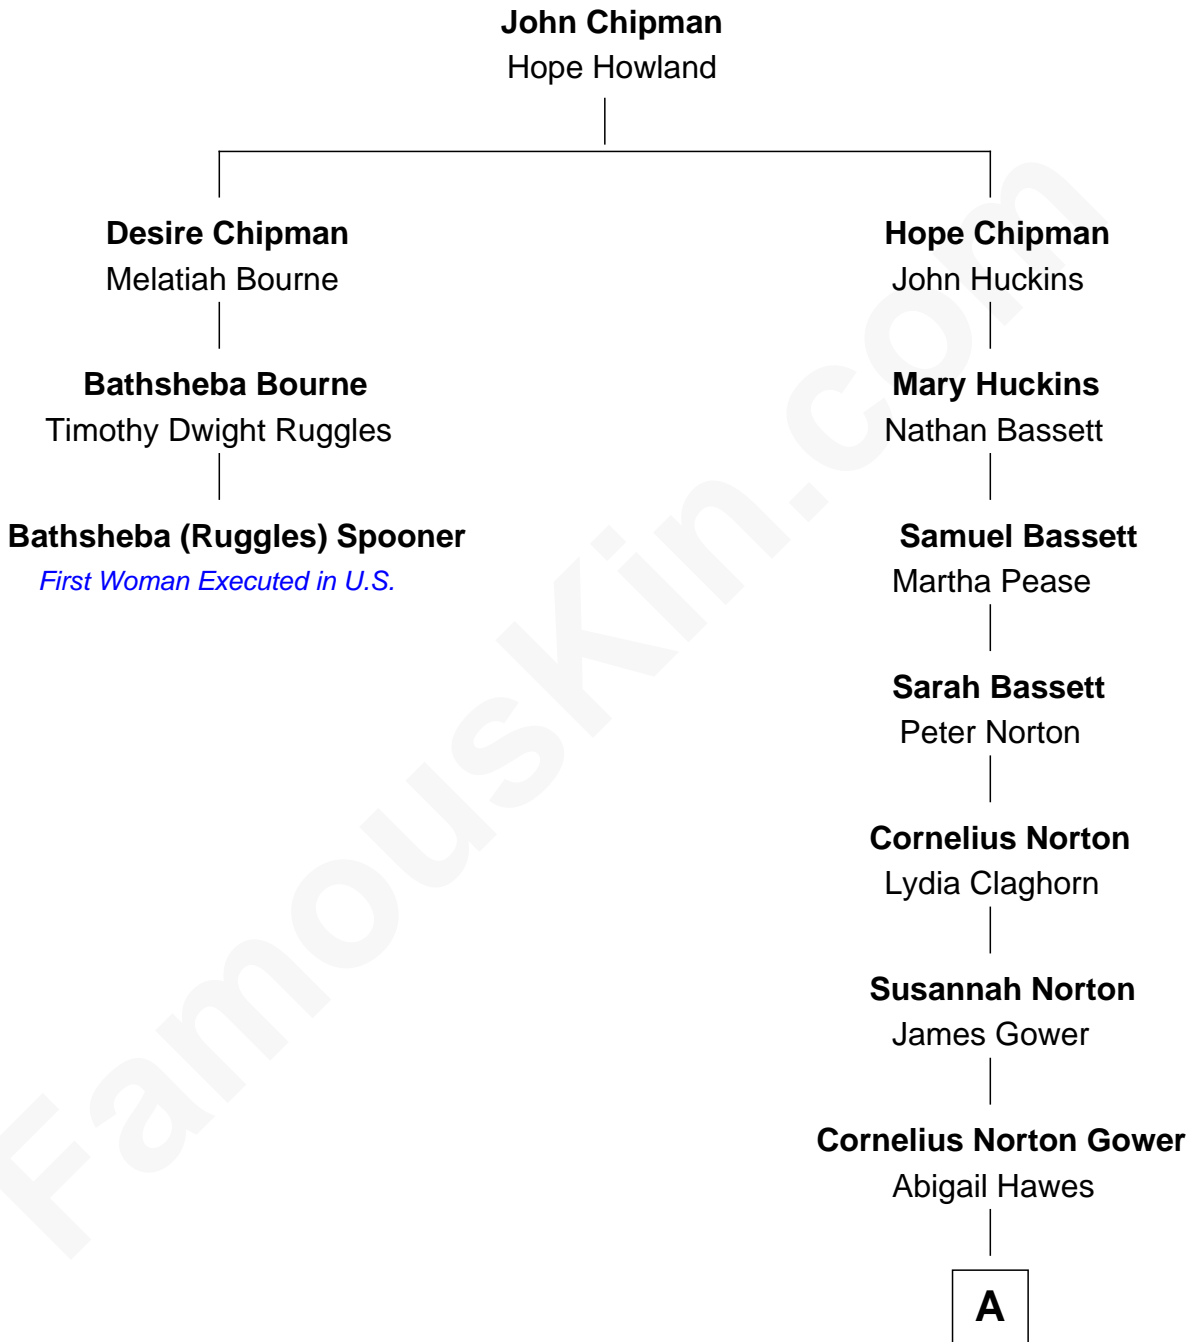 John Chipman
Hope Howland
Desire Chipman
Melatiah Bourne
Hope Chipman
John Huckins
Bathsheba Bourne
Timothy Dwight Ruggles
Mary Huckins
Nathan Bassett
Bathsheba (Ruggles) Spooner
First Woman Executed in U.S.
Samuel Bassett
Martha Pease
Sarah Bassett
Peter Norton
Cornelius Norton
Lydia Claghorn
Susannah Norton
James Gower
Cornelius Norton Gower
Abigail Hawes
A
FamousKin.com